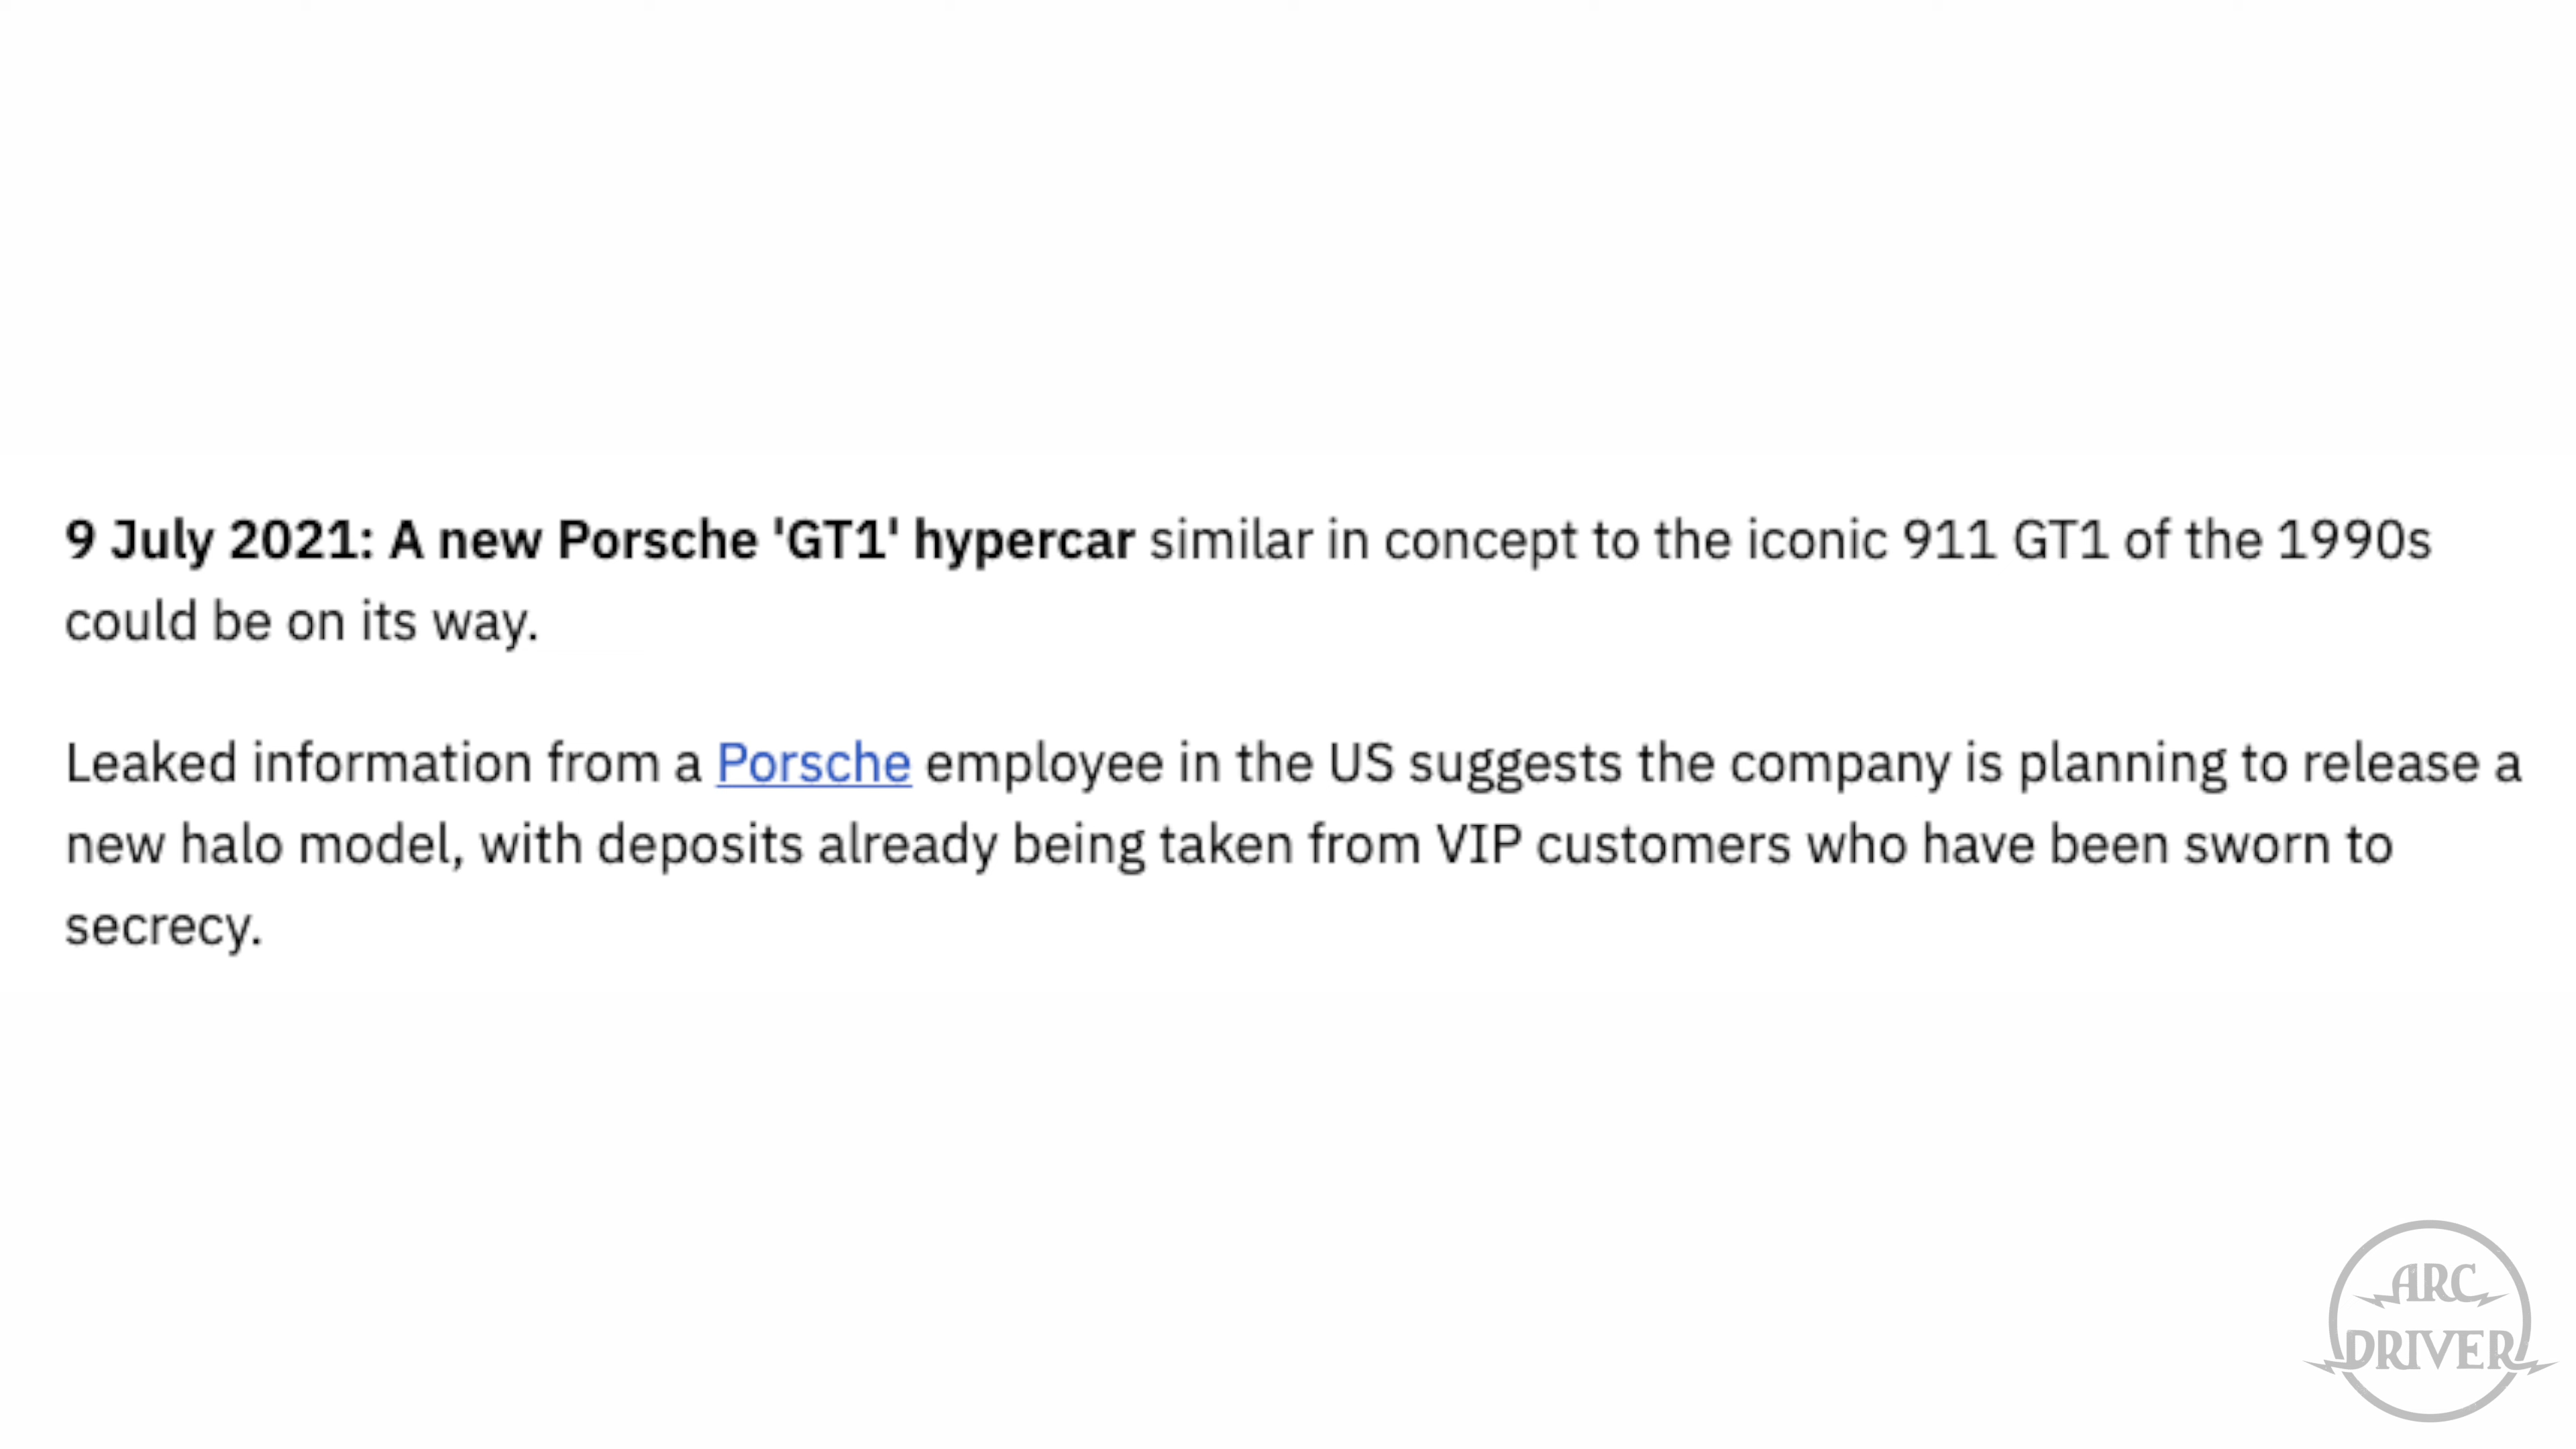 9 July 2021: A new Porsche 'GT1' hypercar similar in concept to the iconic 911 GT1 of the 1990s
could be on its way.
Leaked information from a Porsche employee in the US suggests the company is planning to release a
new halo model, with deposits already being taken from VIP customers who have been sworn to
secrecy.
ARC
DRIVER